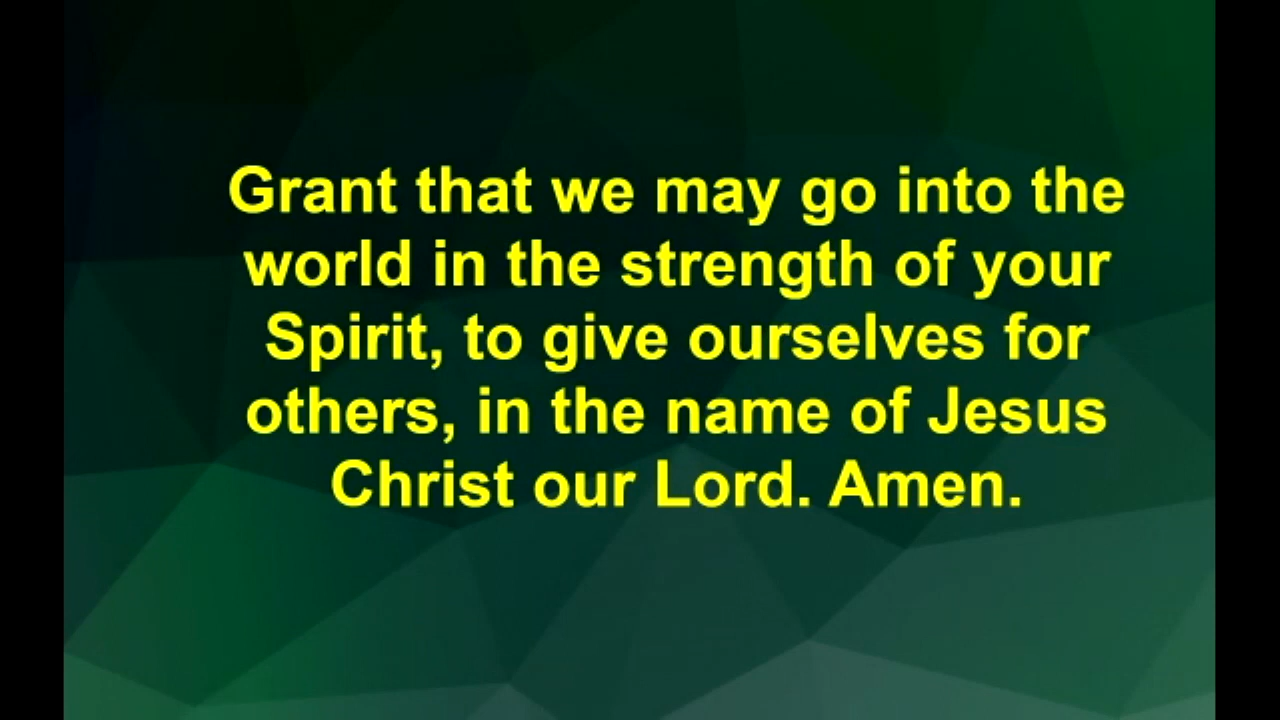 Grant that we may go into the
world in the strength of your
Spirit, to give ourselves for
others, in the name of Jesus
Christ our Lord. Amen.